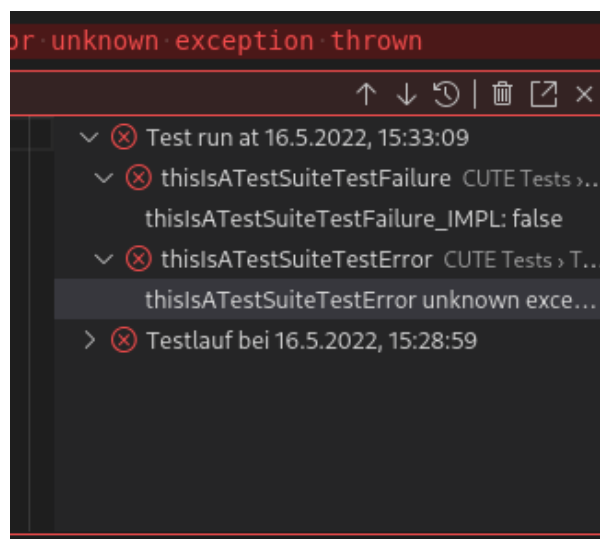 or unknown exception thrown
Test run at 16.5.2022, 15:33:09
thisIsATestSuiteTestFailure CUTE Tests ›...
thisIsATestSuiteTestFailure_IMPL: false
thisIsATestSuiteTestError CUTE Tests › T...
thisIsATestSuiteTestError unknown exce...
Testlauf bei 16.5.2022, 15:28:59